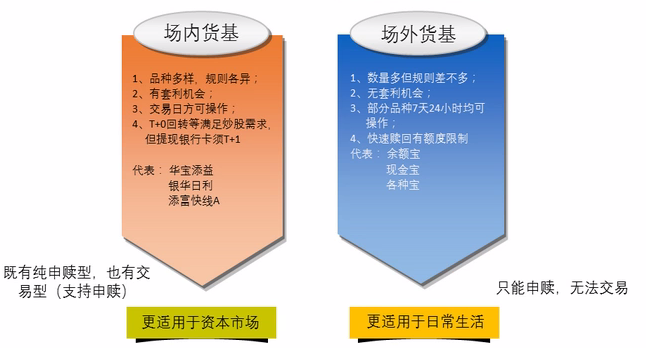 场内货基
1、品种多样，规则各异；
2、有套利机会；
3、交易日方可操作；
4、T+0回转等满足炒股需求，
但提现银行卡须T+1
代表：华宝添益
银华日利
添富快线A
既有纯申赎型，也有交
易型（支持申赎）
更适用于资本市场
场外货基
1、数量多但规则差不多；
2、无套利机会；
3、部分品种7天24小时均可
操作；
4、快速赎回有额度限制
代表：余额宝
现金宝
各种宝
只能申赎，无法交易
更适用于日常生活